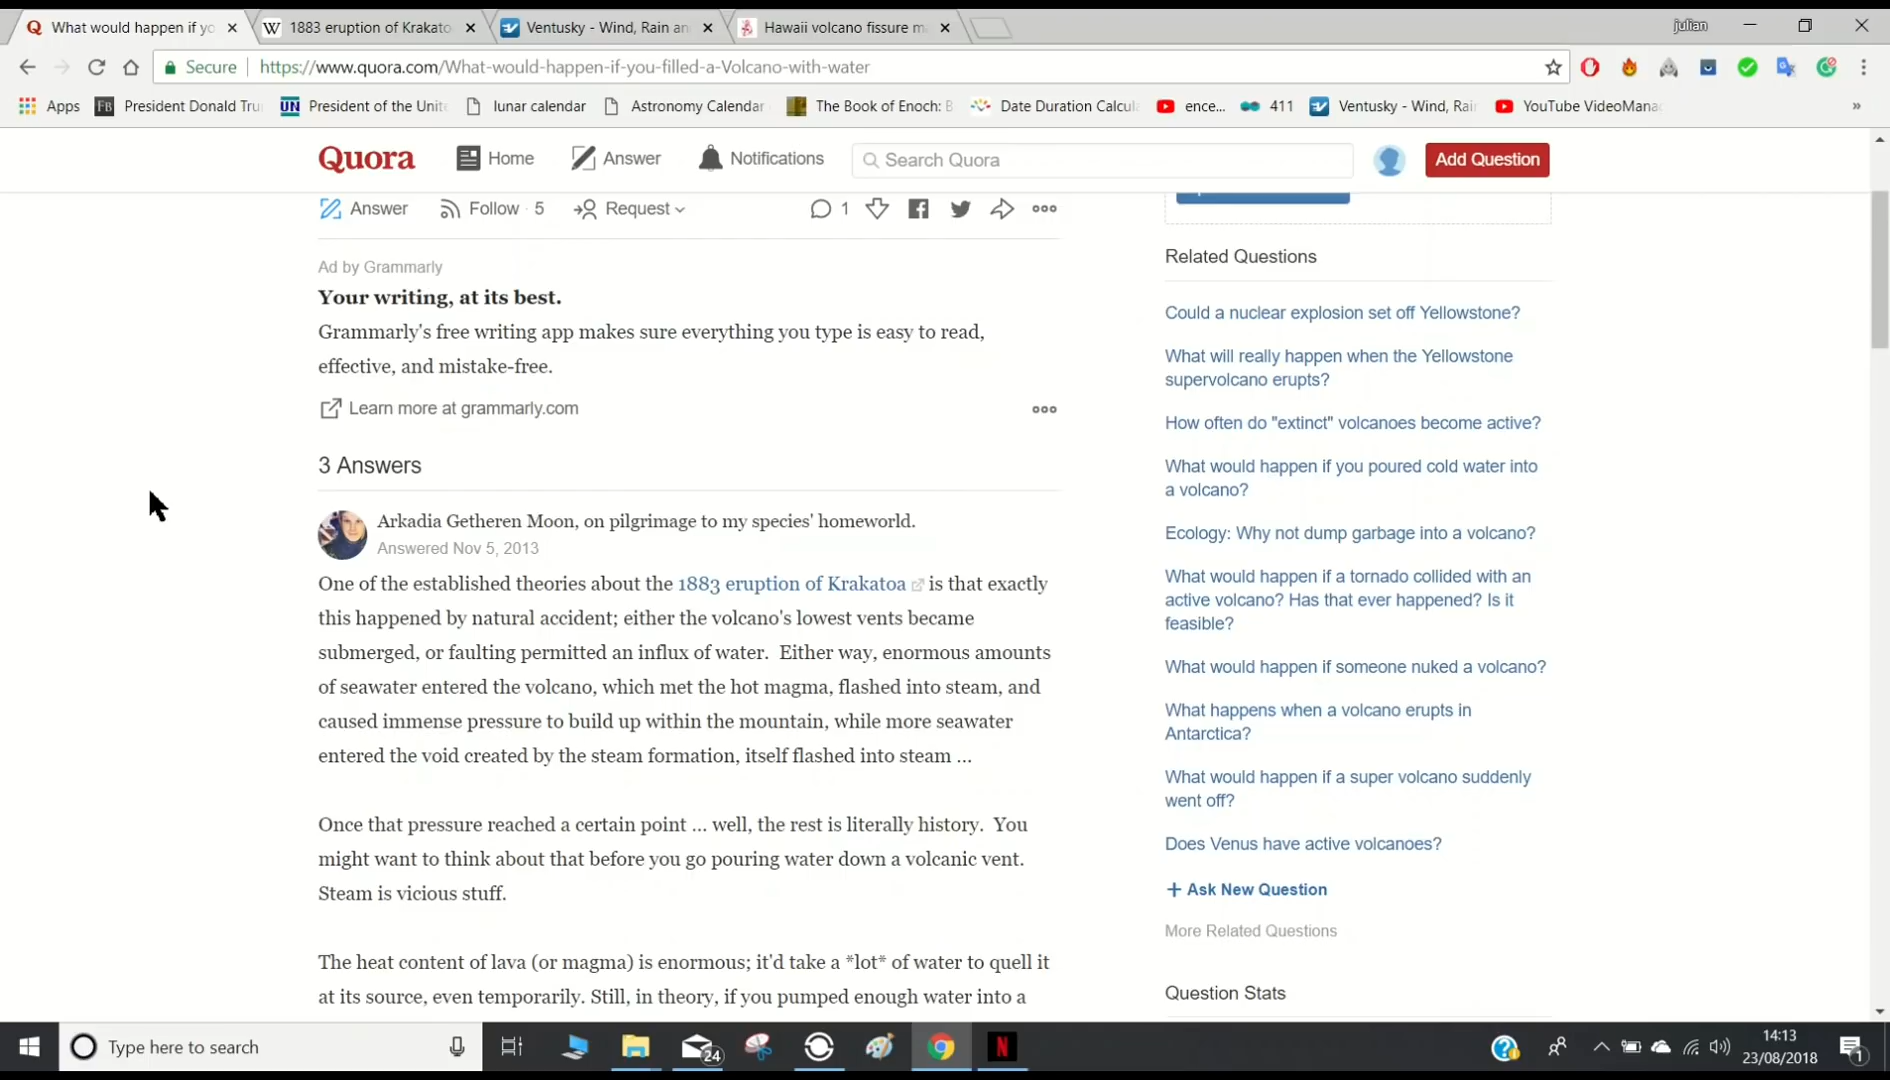 What would happen if yo
1883 eruption of Krakato
Ventusky - Wind, Rain an
Hawaii volcano fissure m
julian
Secure
https://www.quora.com/What-would-happen-if-you-filled-a-Volcano-with-water
Apps
President Donald Tru
President of the Unite
lunar calendar
Astronomy Calendar
The Book of Enoch: B
Date Duration Calcul
ence...
411
Ventusky - Wind, Rai
YouTube VideoMana
Quora
Home
Answer
Notifications
Search Quora
Add Question
Answer
Follow · 5
Request
1
Ad by Grammarly
Your writing, at its best.
Grammarly's free writing app makes sure everything you type is easy to read,
effective, and mistake-free.
Learn more at grammarly.com
3 Answers
Arkadia Getheren Moon, on pilgrimage to my species' homeworld.
Answered Nov 5, 2013
One of the established theories about the 1883 eruption of Krakatoa is that exactly
this happened by natural accident; either the volcano's lowest vents became
submerged, or faulting permitted an influx of water.  Either way, enormous amounts
of seawater entered the volcano, which met the hot magma, flashed into steam, and
caused immense pressure to build up within the mountain, while more seawater
entered the void created by the steam formation, itself flashed into steam ...
Once that pressure reached a certain point ... well, the rest is literally history.  You
might want to think about that before you go pouring water down a volcanic vent.
Steam is vicious stuff.
The heat content of lava (or magma) is enormous; it'd take a *lot* of water to quell it
at its source, even temporarily. Still, in theory, if you pumped enough water into a
Related Questions
Could a nuclear explosion set off Yellowstone?
What will really happen when the Yellowstone
supervolcano erupts?
How often do "extinct" volcanoes become active?
What would happen if you poured cold water into
a volcano?
Ecology: Why not dump garbage into a volcano?
What would happen if a tornado collided with an
active volcano? Has that ever happened? Is it
feasible?
What would happen if someone nuked a volcano?
What happens when a volcano erupts in
Antarctica?
What would happen if a super volcano suddenly
went off?
Does Venus have active volcanoes?
+ Ask New Question
More Related Questions
Question Stats
Type here to search
24
14:13
23/08/2018
1